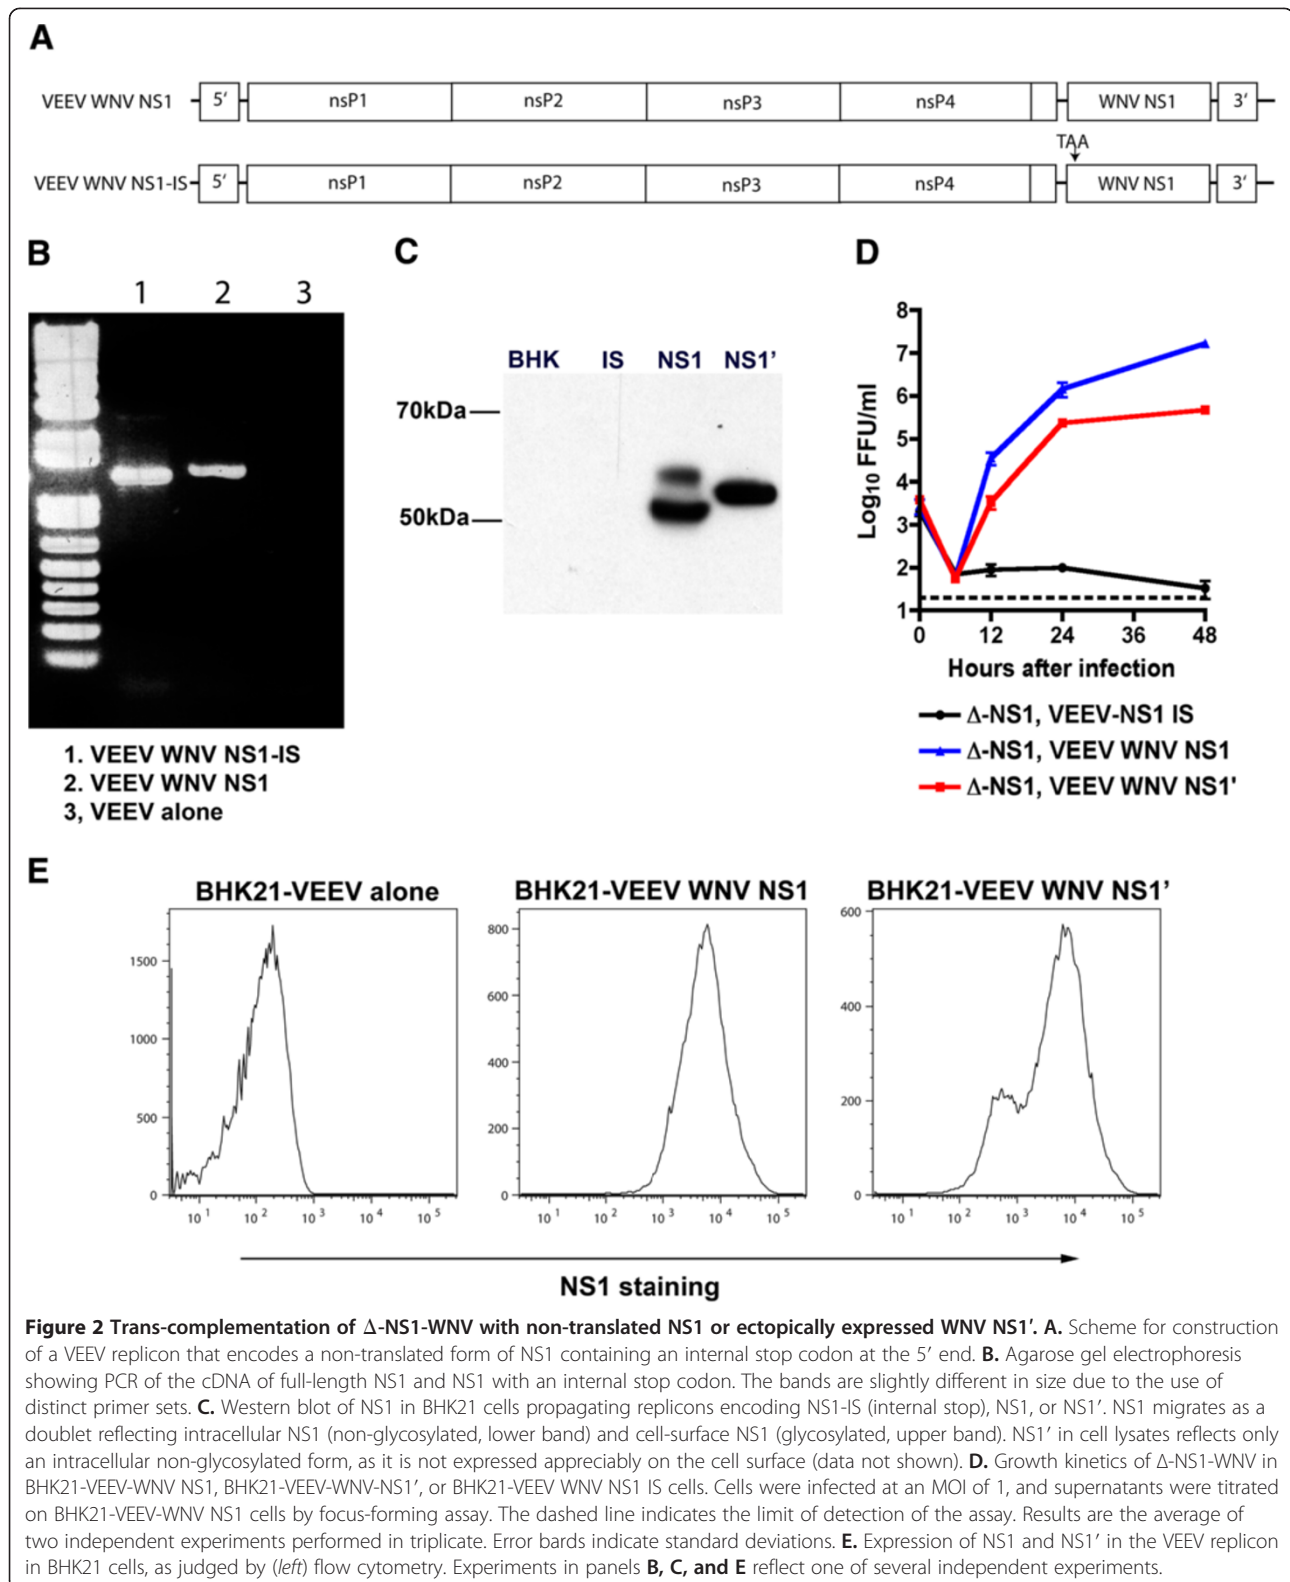 A
VEEV WNV NS1 5′ nsP1 nsP2 nsP3 nsP4 WNV NS1 3′
TAA
VEEV WNV NS1-IS 5′ nsP1 nsP2 nsP3 nsP4 WNV NS1 3′
B
1 2 3
1. VEEV WNV NS1-IS
2. VEEV WNV NS1
3, VEEV alone
C
BHK IS NS1 NS1’
70kDa
50kDa
D
Log10 FFU/ml
8
7
6
5
4
3
2
1
0 12 24 36 48
Hours after infection
Δ-NS1, VEEV-NS1 IS
Δ-NS1, VEEV WNV NS1
Δ-NS1, VEEV WNV NS1'
E
BHK21-VEEV alone
1500
1000
500
0
10^1 10^2 10^3 10^4 10^5
BHK21-VEEV WNV NS1
800
600
400
200
0
10^1 10^2 10^3 10^4 10^5
BHK21-VEEV WNV NS1’
600
400
200
0
10^1 10^2 10^3 10^4 10^5
NS1 staining
Figure 2 Trans-complementation of Δ-NS1-WNV with non-translated NS1 or ectopically expressed WNV NS1′. A. Scheme for construction
of a VEEV replicon that encodes a non-translated form of NS1 containing an internal stop codon at the 5′ end. B. Agarose gel electrophoresis
showing PCR of the cDNA of full-length NS1 and NS1 with an internal stop codon. The bands are slightly different in size due to the use of
distinct primer sets. C. Western blot of NS1 in BHK21 cells propagating replicons encoding NS1-IS (internal stop), NS1, or NS1′. NS1 migrates as a
doublet reflecting intracellular NS1 (non-glycosylated, lower band) and cell-surface NS1 (glycosylated, upper band). NS1′ in cell lysates reflects only
an intracellular non-glycosylated form, as it is not expressed appreciably on the cell surface (data not shown). D. Growth kinetics of Δ-NS1-WNV in
BHK21-VEEV-WNV NS1, BHK21-VEEV-WNV-NS1′, or BHK21-VEEV WNV NS1 IS cells. Cells were infected at an MOI of 1, and supernatants were titrated
on BHK21-VEEV-WNV NS1 cells by focus-forming assay. The dashed line indicates the limit of detection of the assay. Results are the average of
two independent experiments performed in triplicate. Error bards indicate standard deviations. E. Expression of NS1 and NS1′ in the VEEV replicon
in BHK21 cells, as judged by (left) flow cytometry. Experiments in panels B, C, and E reflect one of several independent experiments.